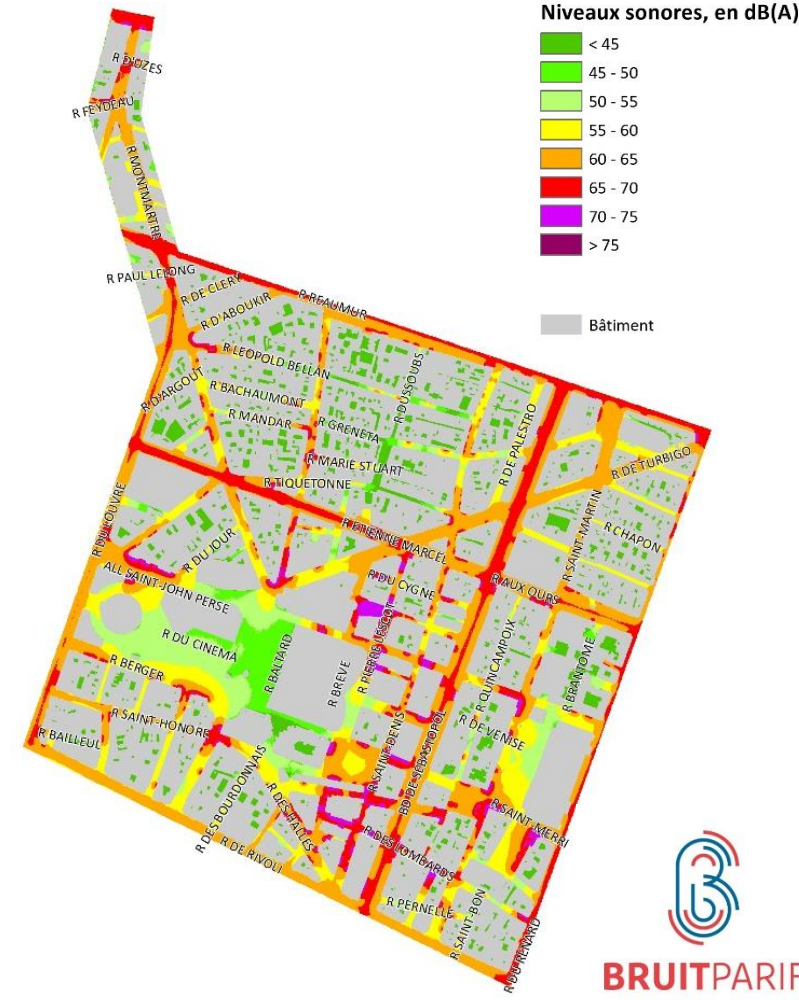 Niveaux sonores, en dB(A)
< 45
45 - 50
50 - 55
55 - 60
60 - 65
65 - 70
70 - 75
> 75
Bâtiment
R D'UZES
R FEYDEAU
R MONTMARTRE
R PAUL LELONG
R DE CLERY
R REAUMUR
R D'ABOUKIR
R LEOPOLD BELLAN
R DUSSOUBS
R D'ARGOUT
R BACHAUMONT
R MANDAR
R GRENETA
R DE PALESTRO
R MARIE STUART
R DE TURBIGO
R TIQUETONNE
R DU LOUVRE
R ETIENNE MARCEL
R SAINT-MARTIN
R CHAPON
R DU JOUR
ALL SAINT-JOHN PERSE
R DU CYGNE
R AUX OURS
R DU CINEMA
R PIERRE LESCOT
R BALTARD
R BREVE
R QUINCAMPOIX
R BRANTOME
R BERGER
R SAINT-HONORE
R SAINT-DENIS
BD DE SEBASTOPOL
R DE VENISE
R BAILLEUL
R DES BOURDONNAIS
R DES HALLES
R SAINT-MERRI
R DES LOMBARDS
R DE RIVOLI
R PERNELLE
R SAINT-BON
R DU RENARD
BRUITPARIF